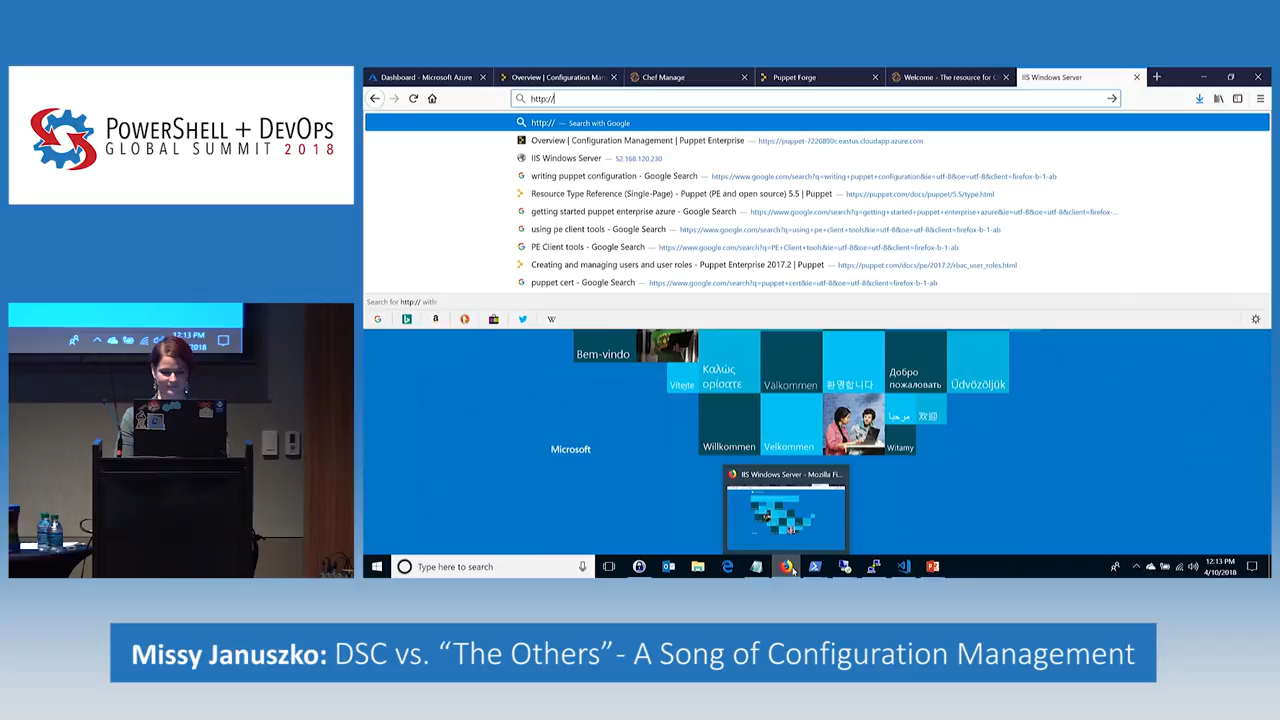 POWERSHELL + DEVOPS
GLOBAL SUMMIT 2018
Dashboard - Microsoft Azure
Overview | Configuration Man
Chef Manage
Puppet Forge
Welcome - The resource for C
IIS Windows Server
http://
http:// — Search with Google
Overview | Configuration Management | Puppet Enterprise — https://puppet-7220890c.eastus.cloudapp.azure.com
IIS Windows Server — 52.168.120.230
writing puppet configuration - Google Search — https://www.google.com/search?q=writing+puppet+configuration&ie=utf-8&oe=utf-8&client=firefox-b-1-ab
Resource Type Reference (Single-Page) - Puppet (PE and open source) 5.5 | Puppet — https://puppet.com/docs/puppet/5.5/type.html
getting started puppet enterprise azure - Google Search — https://www.google.com/search?q=getting+started+puppet+enterprise+azure&ie=utf-8&oe=utf-8&client=firefox-…
using pe client tools - Google Search — https://www.google.com/search?q=using+pe+client+tools&ie=utf-8&oe=utf-8&client=firefox-b-1-ab
PE Client tools - Google Search — https://www.google.com/search?q=PE+Client+tools&ie=utf-8&oe=utf-8&client=firefox-b-1-ab
Creating and managing users and user roles - Puppet Enterprise 2017.2 | Puppet — https://puppet.com/docs/pe/2017.2/rbac_user_roles.html
puppet cert - Google Search — https://www.google.com/search?q=puppet+cert&ie=utf-8&oe=utf-8&client=firefox-b-1-ab
Search for http:// with:
Bem-vindo
Vítejte
Καλώς
ορίσατε
Välkommen
환영합니다
Добро
пожаловать
Üdvözöljük
Microsoft
Willkommen
Velkommen
مرحبا
欢迎
Witamy
IIS Windows Server - Mozilla Fi...
Type here to search
12:13 PM
4/10/2018
12:13 PM
2018
Missy Januszko: DSC vs. “The Others”- A Song of Configuration Management